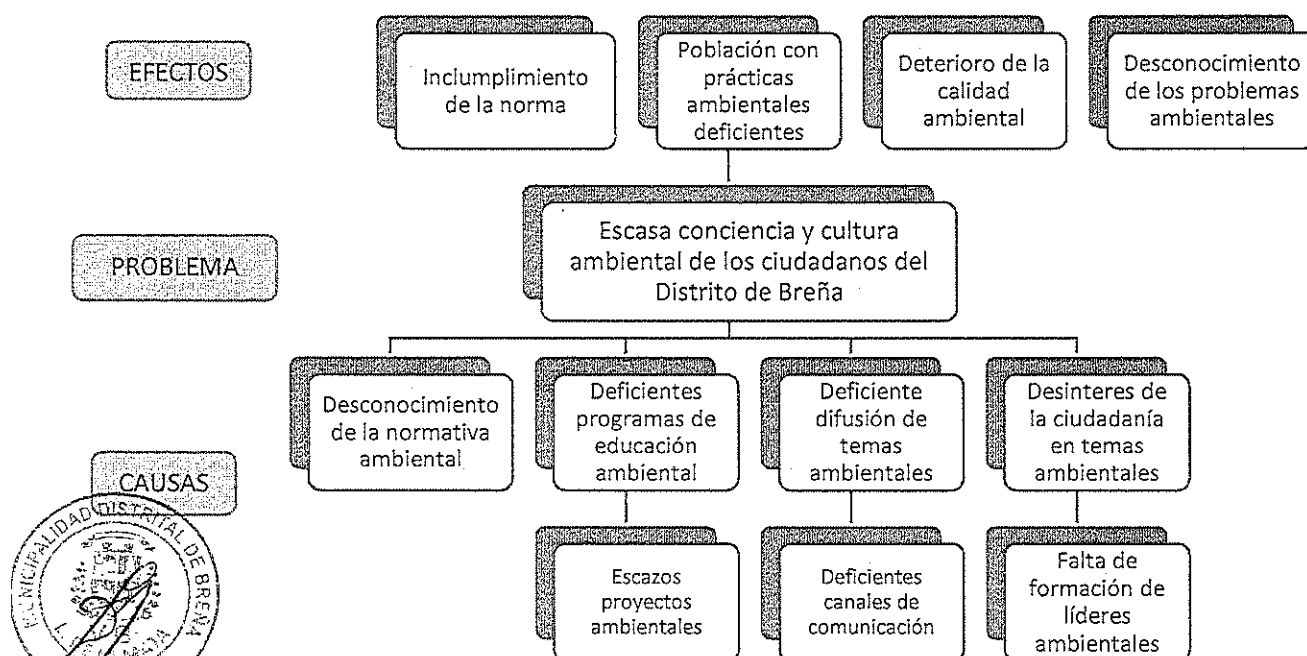 EFECTOS
Inclumplimiento
de la norma
Población con
prácticas
ambientales
deficientes
Deterioro de la
calidad
ambiental
Desconocimiento
de los problemas
ambientales
PROBLEMA
Escasa conciencia y cultura
ambiental de los ciudadanos del
Distrito de Breña
CAUSAS
Desconocimiento
de la normativa
ambiental
Deficientes
programas de
educación
ambiental
Deficiente
difusión de
temas
ambientales
Desinteres de
la ciudadanía
en temas
ambientales
Escazos
proyectos
ambientales
Deficientes
canales de
comunicación
Falta de
formación de
líderes
ambientales
MUNICIPALIDAD DISTRITAL DE BREÑA